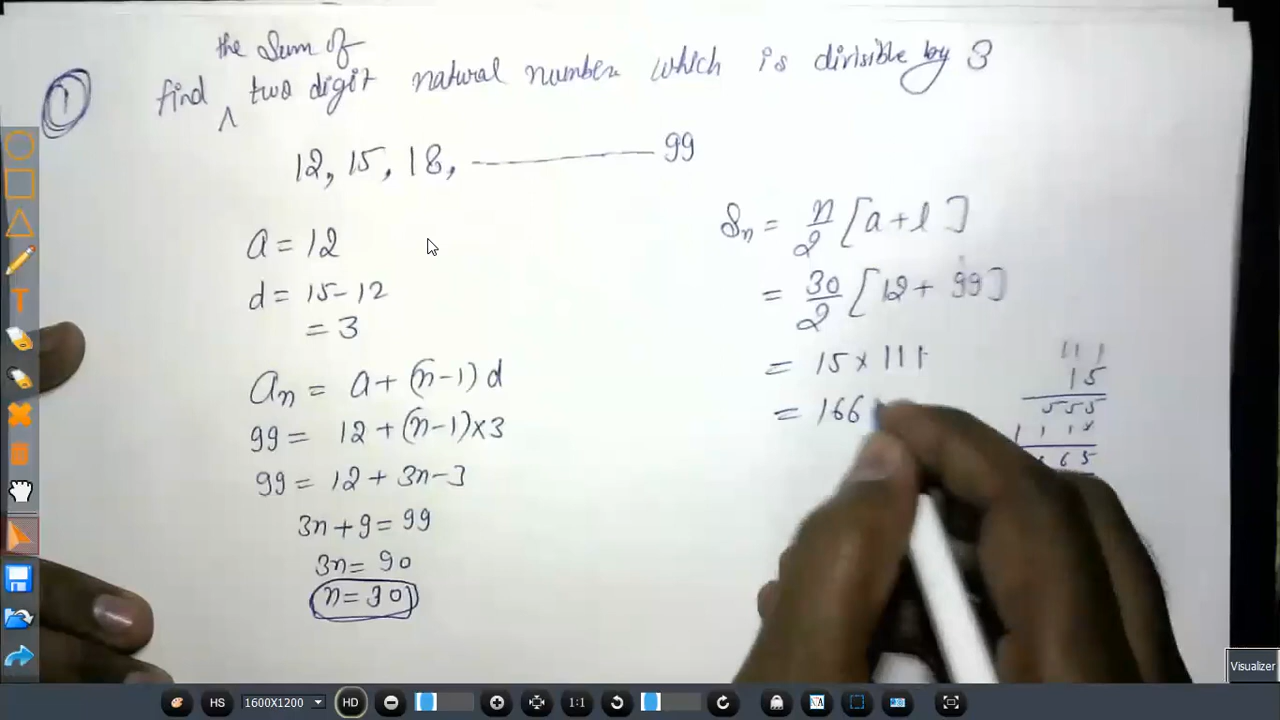 the Sum of
① find ^ two digit natural number which is divisible by 3
12, 15, 18, ———— 99
a = 12
d = 15 - 12
= 3
an = a + (n-1) d
99 = 12 + (n-1)×3
99 = 12 + 3n - 3
3n + 9 = 99
3n = 90
n = 30
Sn = n/2 [a + l]
= 30/2 [12 + 99]
= 15 × 111
= 166
111
15
555
111×
665
T
HS
1600X1200
HD
1:1
Visualizer